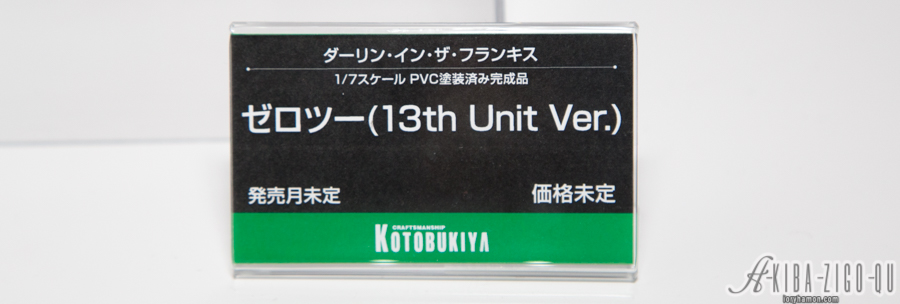 ダーリン・イン・ザ・フランキス
1/7スケール PVC塗装済み完成品
ゼロツー(13th Unit Ver.)
発売月未定 価格未定
CRAFTSMANSHIP
KOTOBUKIYA
A-KIBA-ZIGO-QU
losyhamon.com